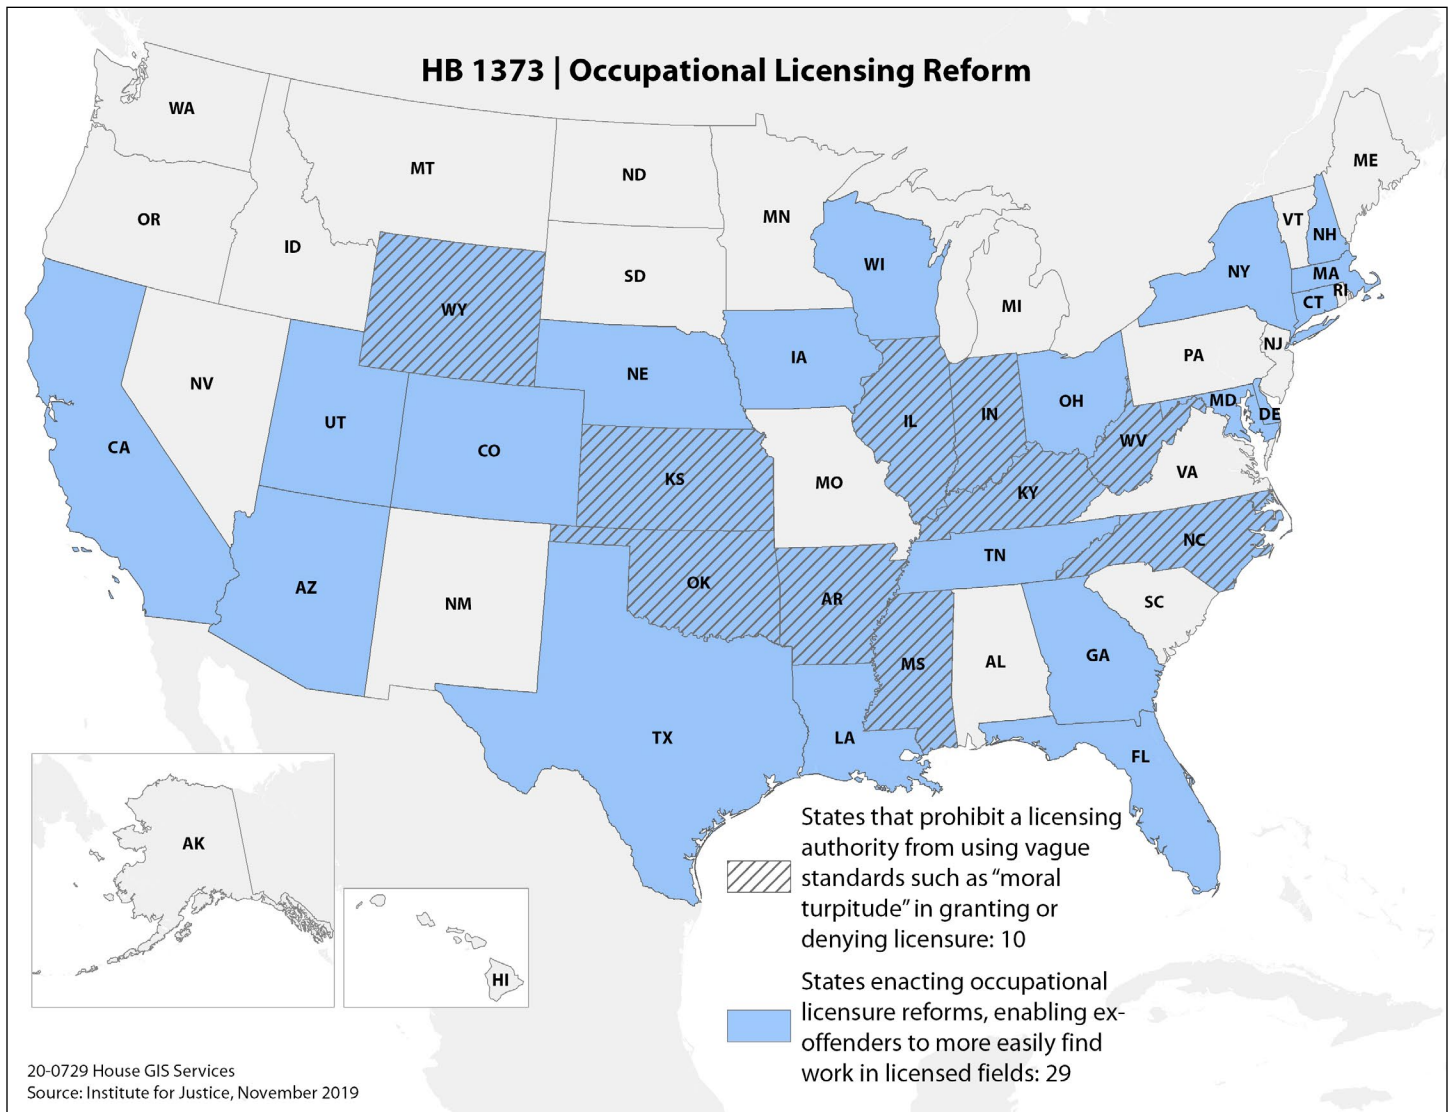 HB 1373 | Occupational Licensing Reform
WA
MT
ND
MN
ME
OR
ID
SD
WI
MI
VT
NH
NY
MA
RI
CT
WY
IA
NE
PA
NJ
NV
UT
CO
IL
IN
OH
MD
DE
WV
CA
KS
MO
KY
VA
AZ
NM
OK
AR
TN
NC
SC
MS
AL
GA
TX
LA
FL
AK
HI
States that prohibit a licensing
authority from using vague
standards such as “moral
turpitude” in granting or
denying licensure: 10
States enacting occupational
licensure reforms, enabling ex-
offenders to more easily find
work in licensed fields: 29
20-0729 House GIS Services
Source: Institute for Justice, November 2019